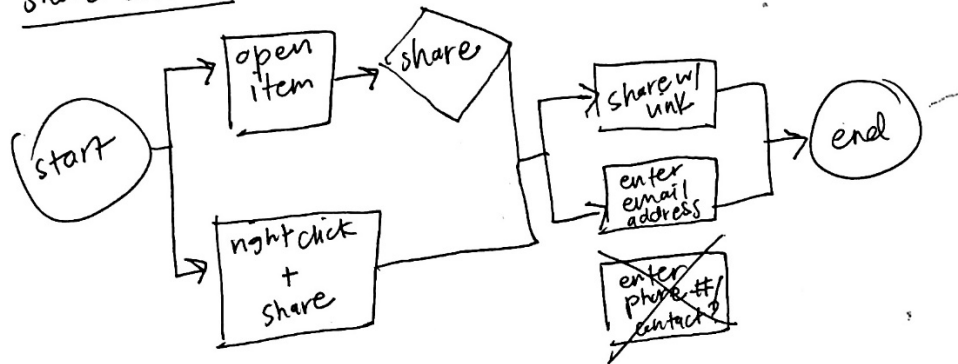 start
open
item
share
right click
+
share
share w/
link
enter
email
address
enter
phone #/
contact?
end